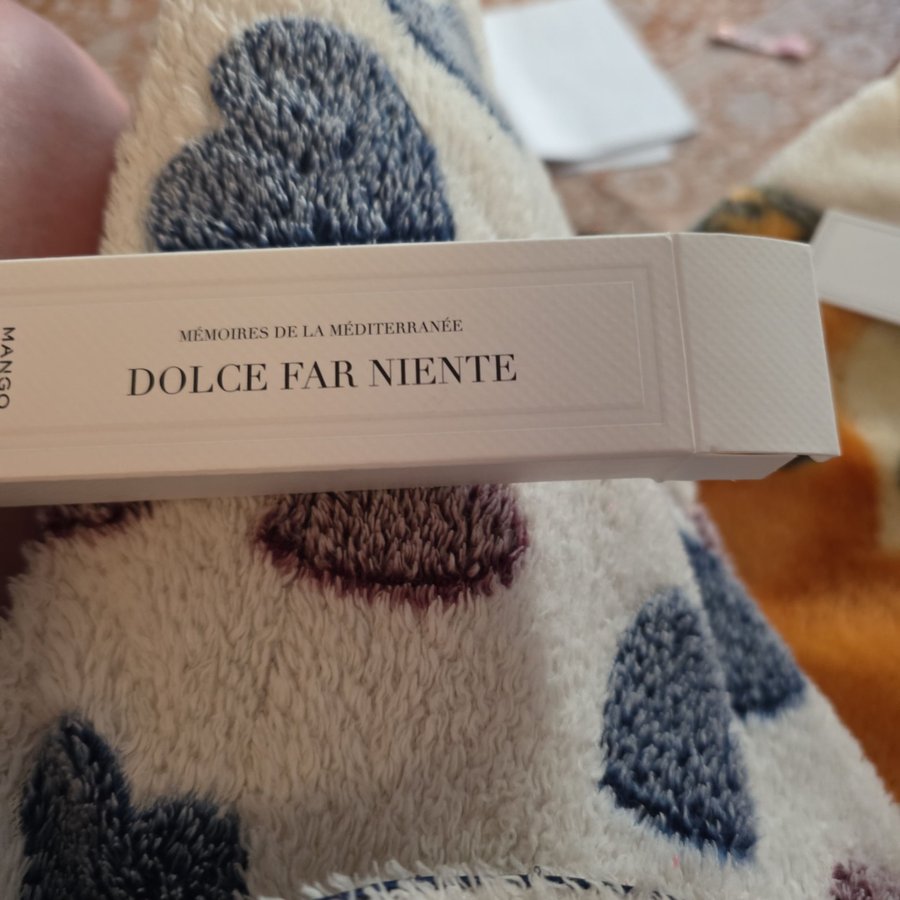 MÉMOIRES DE LA MÉDITERRANÉE
DOLCE FAR NIENTE
MANGO